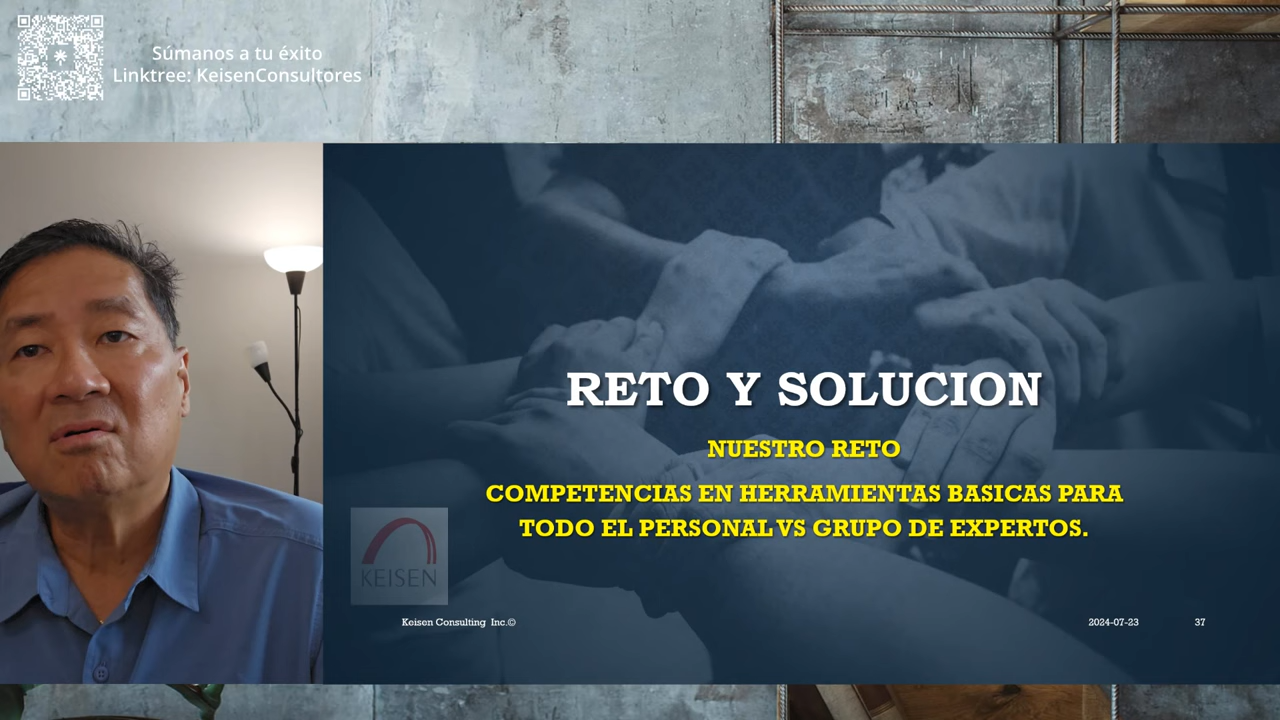 Súmanos a tu éxito
Linktree: KeisenConsultores
RETO Y SOLUCION
NUESTRO RETO
COMPETENCIAS EN HERRAMIENTAS BASICAS PARA
TODO EL PERSONAL VS GRUPO DE EXPERTOS.
KEISEN
Keisen Consulting Inc.©
2024-07-23
37